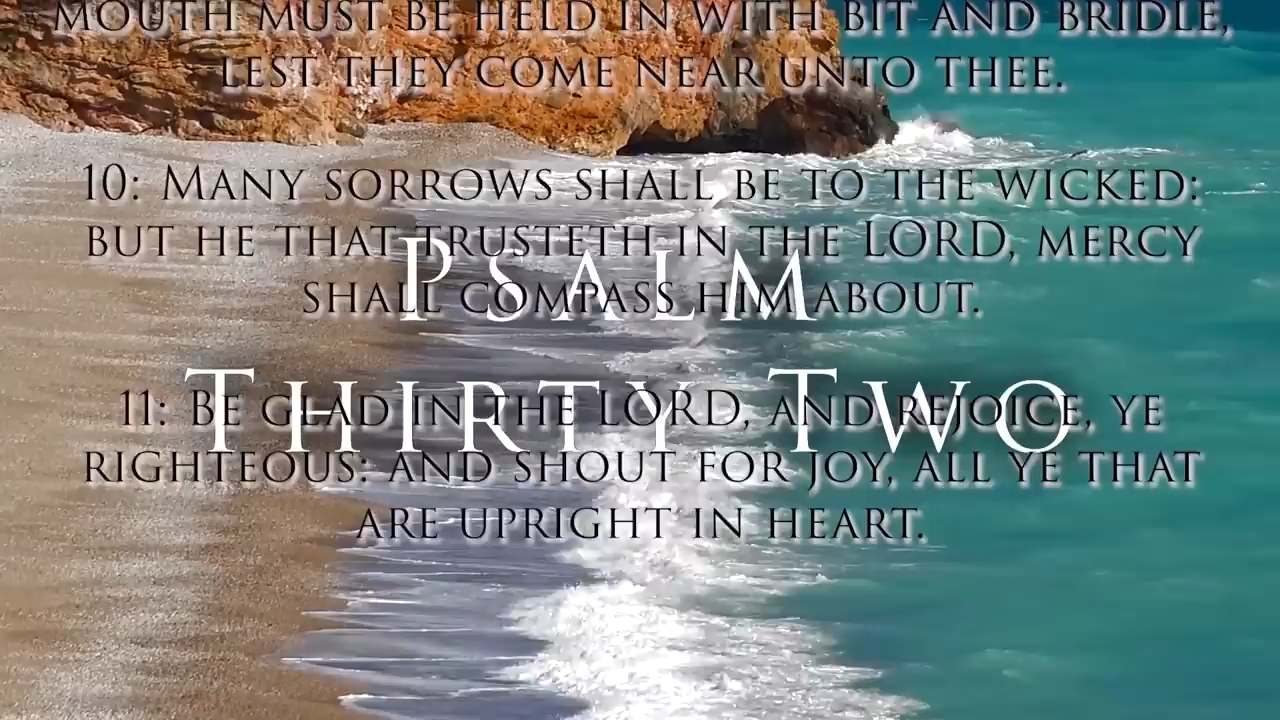 MOUTH MUST BE HELD IN WITH BIT AND BRIDLE,
LEST THEY COME NEAR UNTO THEE.
10: MANY SORROWS SHALL BE TO THE WICKED:
BUT HE THAT TRUSTETH IN THE LORD, MERCY
SHALL COMPASS HIM ABOUT.
PSALM
THIRTY TWO
11: BE GLAD IN THE LORD, AND REJOICE, YE
RIGHTEOUS: AND SHOUT FOR JOY, ALL YE THAT
ARE UPRIGHT IN HEART.